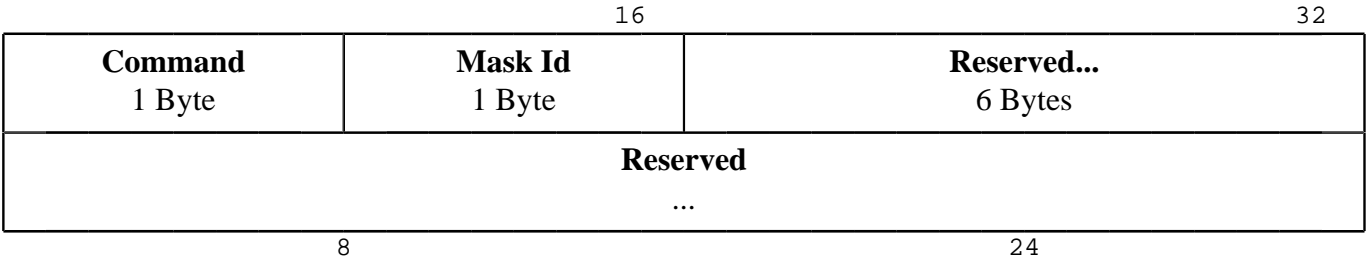 16 32
Command Mask Id Reserved...
1 Byte 1 Byte 6 Bytes
Reserved
...
8 24